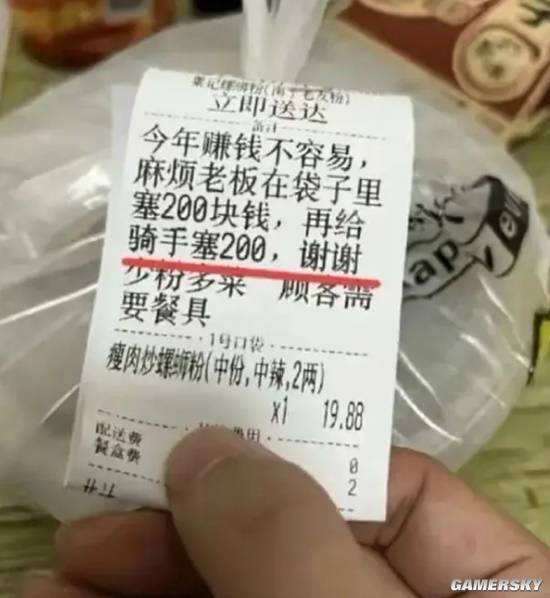 立即送达
备注
今年赚钱不容易，
麻烦老板在袋子里
塞200块钱，再给
骑手塞200，谢谢
少粉多菜 顾客需
要餐具
1号口袋
瘦肉炒螺蛳粉(中份,中辣,2两)
x1 19.88
配送费 0
餐盒费 2
GAMERSKY